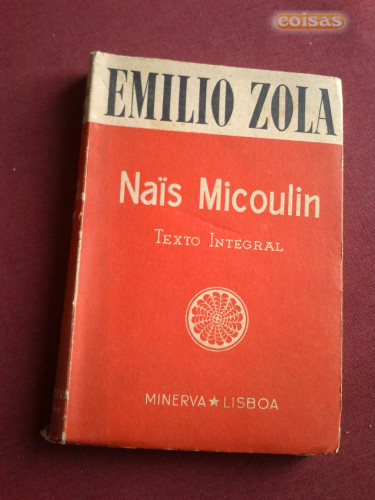 coisas
EMILIO ZOLA
Naïs Micoulin
TEXTO INTEGRAL
MINERVA ★ LISBOA